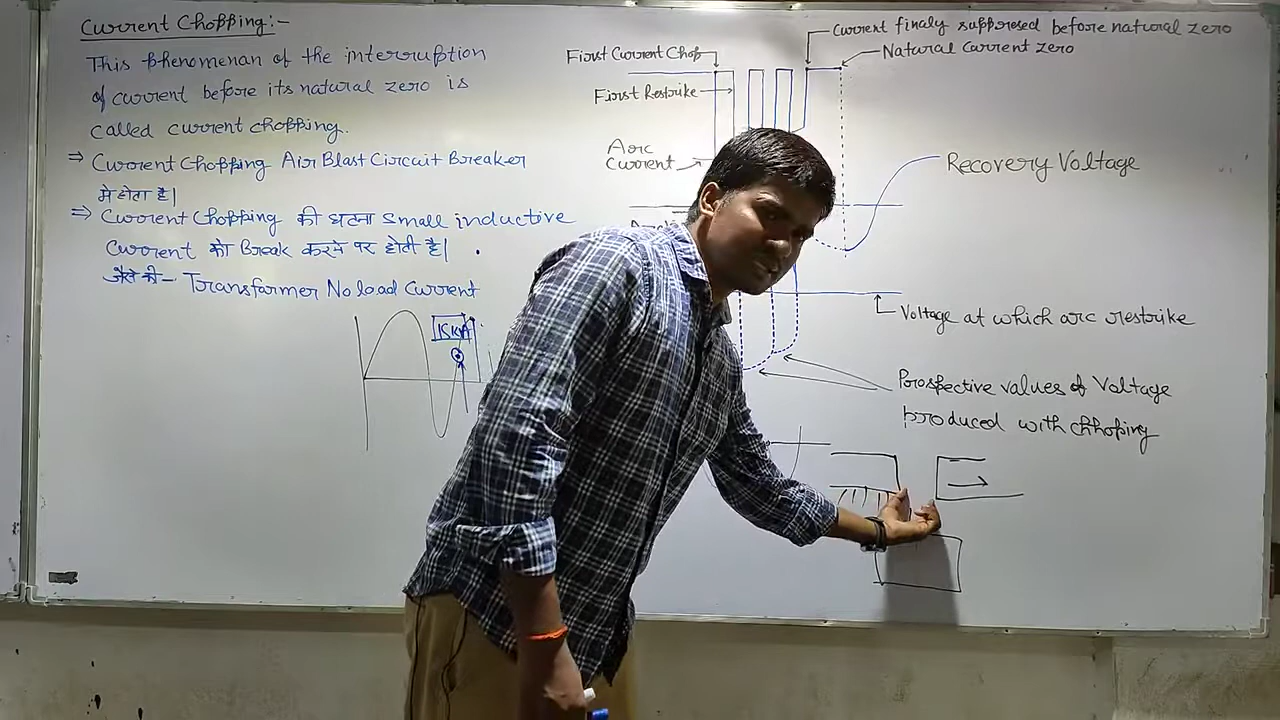 Current Chopping:-
This phenomenan of the interruption
of current before its natural zero is
called current chopping.
⇒ Current Chopping Air Blast Circuit Breaker
मे होता है|
⇒ Current Chopping की घटना small inductive
Current को Break करने पर होती है|
जैसे की- Transformer No load Current
15KA
First Current Chop
First Restrike
Arc
Current
Current finaly suppresed before natural zero
Natural Current zero
Recovery Voltage
Voltage at which arc restrike
Prospective values of Voltage
produced with chhoping